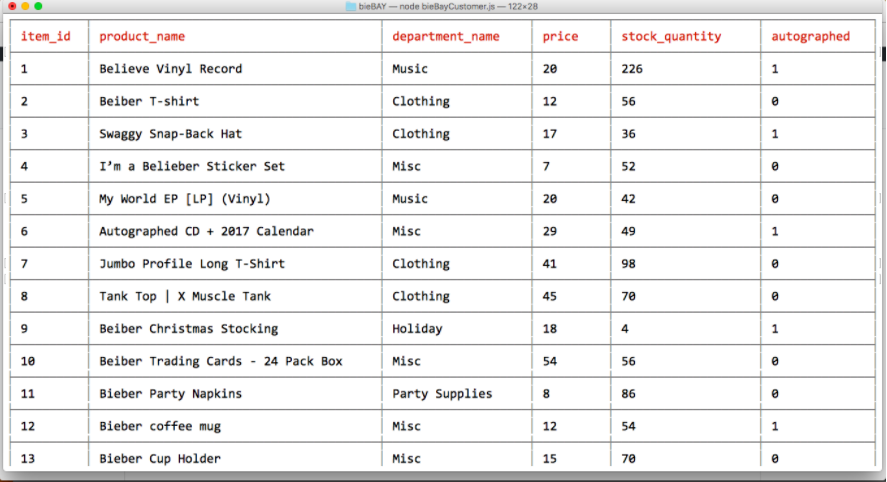 bieBAY — node bieBayCustomer.js — 122×28
item_id product_name department_name price stock_quantity autographed
1 Believe Vinyl Record Music 20 226 1
2 Beiber T-shirt Clothing 12 56 0
3 Swaggy Snap-Back Hat Clothing 17 36 1
4 I’m a Belieber Sticker Set Misc 7 52 0
5 My World EP [LP] (Vinyl) Music 20 42 0
6 Autographed CD + 2017 Calendar Misc 29 49 1
7 Jumbo Profile Long T-Shirt Clothing 41 98 0
8 Tank Top | X Muscle Tank Clothing 45 70 0
9 Beiber Christmas Stocking Holiday 18 4 1
10 Beiber Trading Cards - 24 Pack Box Misc 54 56 0
11 Bieber Party Napkins Party Supplies 8 86 0
12 Bieber coffee mug Misc 12 54 1
13 Bieber Cup Holder Misc 15 70 0